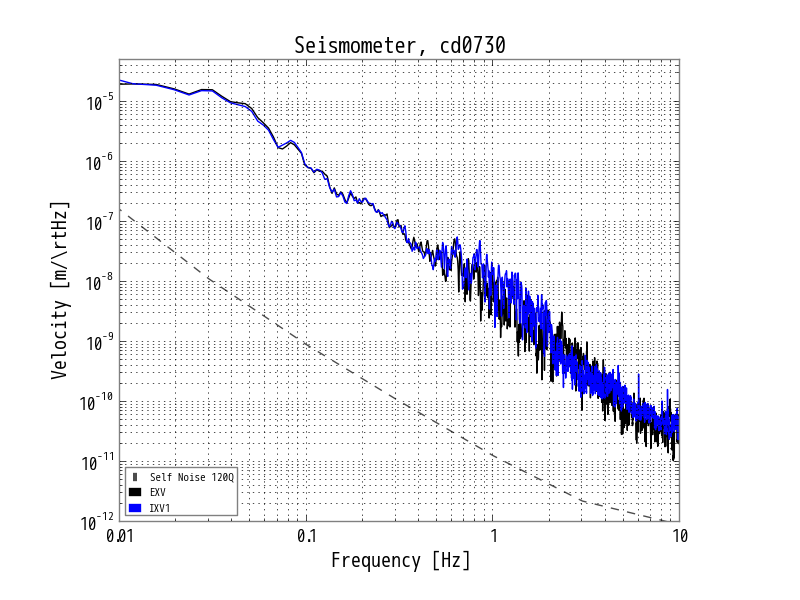 Seismometer, cd0730
Velocity [m/\rtHz]
10-5
10-6
10-7
10-8
10-9
10-10
10-11
10-12
Self Noise 120Q
EXV
IXV1
0.01 0.1 1 10
Frequency [Hz]